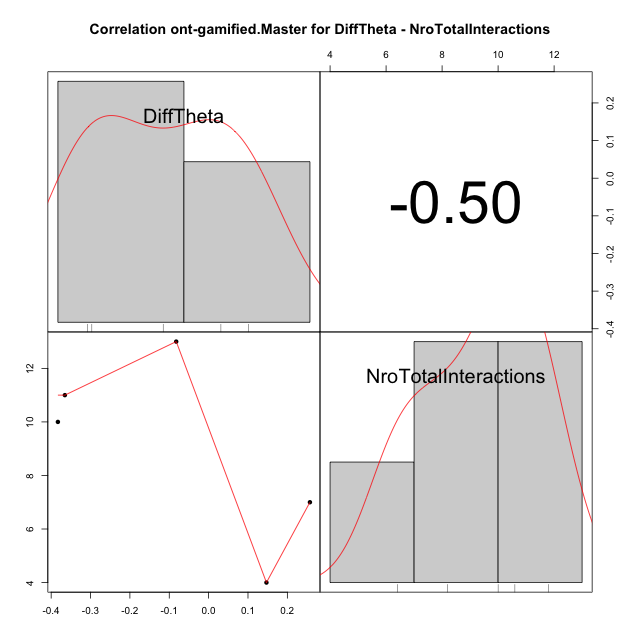 Correlation ont-gamified.Master for DiffTheta - NroTotalInteractions
4 6 8 10 12
DiffTheta
-0.50
0.2
0.1
0.0
-0.1
-0.2
-0.3
-0.4
NroTotalInteractions
12
10
8
6
4
-0.4 -0.3 -0.2 -0.1 0.0 0.1 0.2